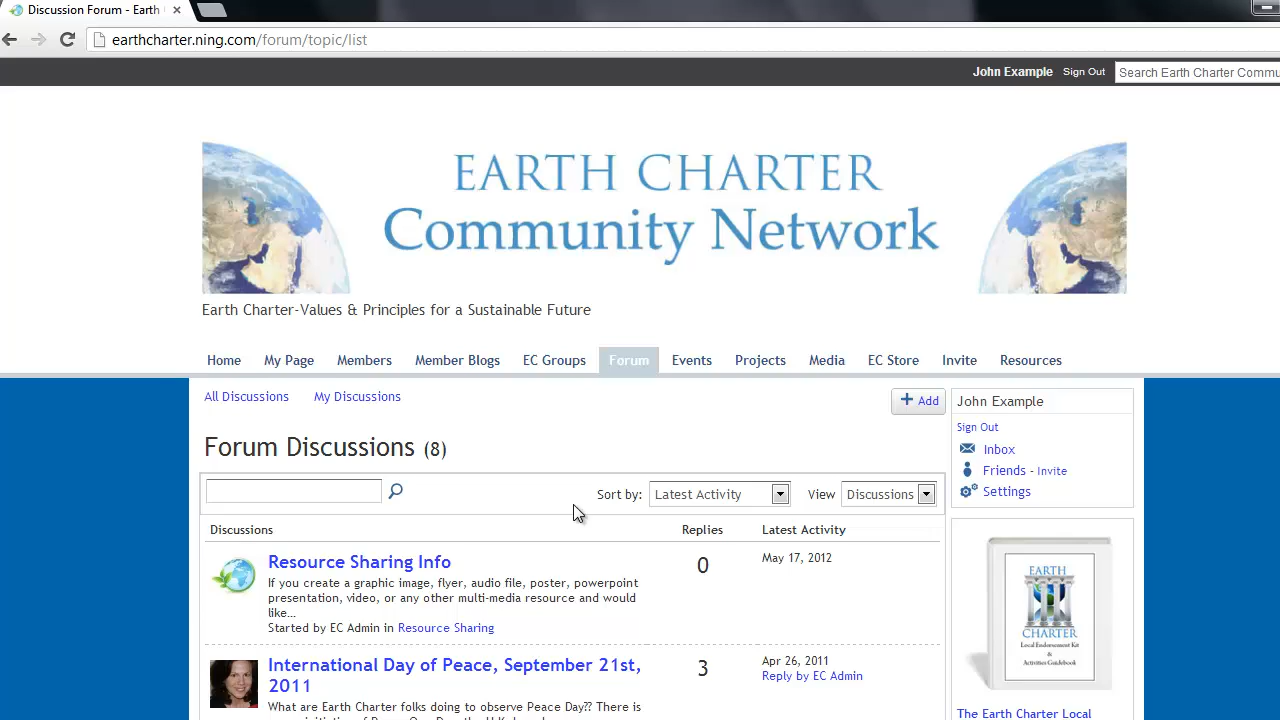 Discussion Forum - Earth
earthcharter.ning.com/forum/topic/list
John Example Sign Out Search Earth Charter Commu
EARTH CHARTER
Community Network
Earth Charter-Values & Principles for a Sustainable Future
Home My Page Members Member Blogs EC Groups Forum Events Projects Media EC Store Invite Resources
All Discussions My Discussions + Add
John Example
Sign Out
Inbox
Friends - Invite
Settings
Forum Discussions (8)
Sort by: Latest Activity View Discussions
Discussions Replies Latest Activity
Resource Sharing Info 0 May 17, 2012
If you create a graphic image, flyer, audio file, poster, powerpoint
presentation, video, or any other multi-media resource and would
like...
Started by EC Admin in Resource Sharing
International Day of Peace, September 21st,
2011
3 Apr 26, 2011
Reply by EC Admin
What are Earth Charter folks doing to observe Peace Day?? There is
EARTH
CHARTER
Local Endorsement Kit
&
Activities Guidebook
The Earth Charter Local